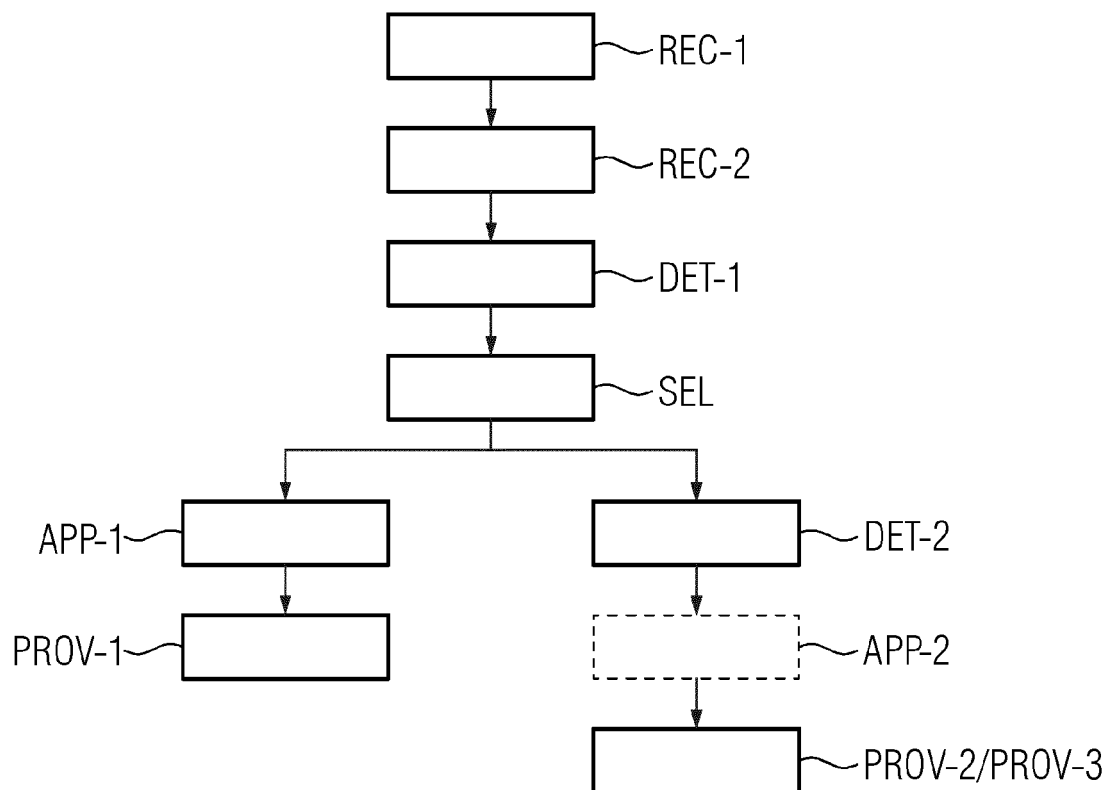 REC-1
REC-2
DET-1
SEL
APP-1
DET-2
PROV-1
APP-2
PROV-2/PROV-3